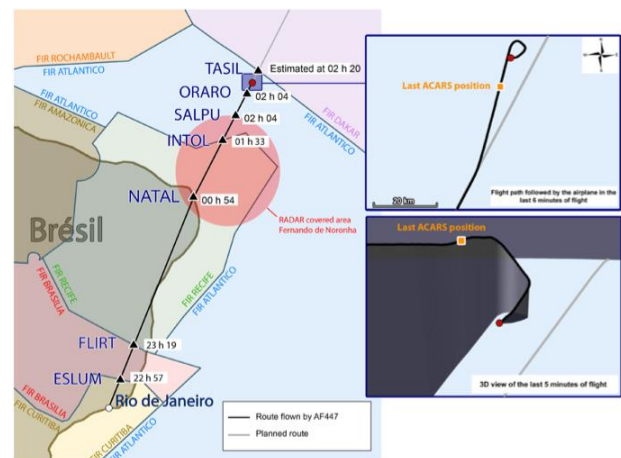 FIR ROCHAMBAULT
FIR ATLANTICO
TASIL
Estimated at 02 h 20
ORARO
02 h 04
SALPU
02 h 04
INTOL
01 h 33
FIR ATLANTICO
FIR AMAZONICA
FIR DAKAR
FIR ATLANTICO
NATAL
00 h 54
RADAR covered area
Fernando de Noronha
Brésil
FIR BRASILIA
FIR RECIFE
FIR RECIFE
FIR ATLANTICO
FLIRT
23 h 19
ESLUM
22 h 57
Rio de Janeiro
FIR BRASILIA
FIR CURITIBA
FIR CURITIBA
FIR ATLANTICO
Route flown by AF447
Planned route
Last ACARS position
20 km
Flight path followed by the airplane in the
last 6 minutes of flight
Last ACARS position
3D view of the last 5 minutes of flight